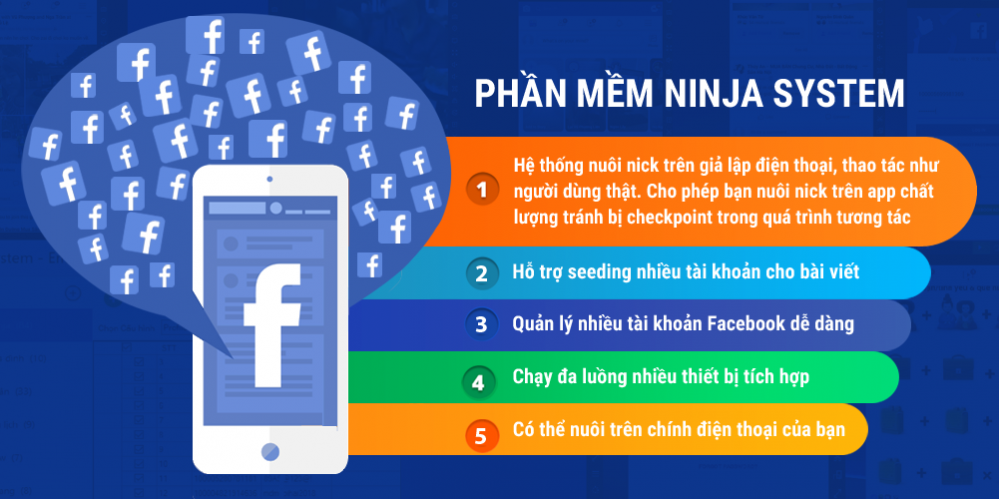 PHẦN MỀM NINJA SYSTEM
1
Hệ thống nuôi nick trên giả lập điện thoại, thao tác như
người dùng thật. Cho phép bạn nuôi nick trên app chất
lượng tránh bị checkpoint trong quá trình tương tác
2 Hỗ trợ seeding nhiều tài khoản cho bài viết
3 Quản lý nhiều tài khoản Facebook dễ dàng
4 Chạy đa luồng nhiều thiết bị tích hợp
5 Có thể nuôi trên chính điện thoại của bạn